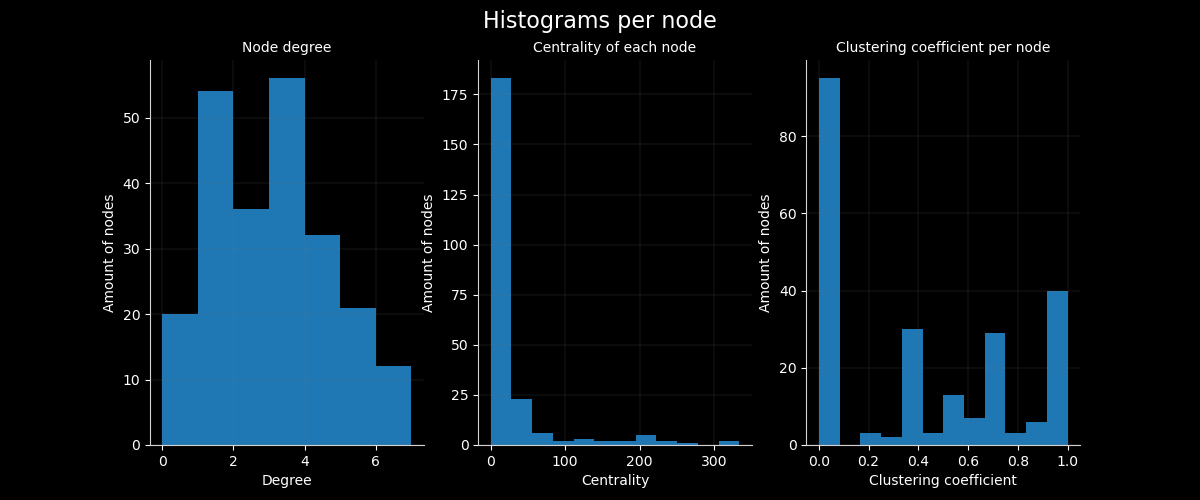 Histograms per node
Node degree
Amount of nodes
50
40
30
20
10
0
0 2 4 6
Degree
Centrality of each node
Amount of nodes
175
150
125
100
75
50
25
0
0 100 200 300
Centrality
Clustering coefficient per node
Amount of nodes
80
60
40
20
0
0.0 0.2 0.4 0.6 0.8 1.0
Clustering coefficient